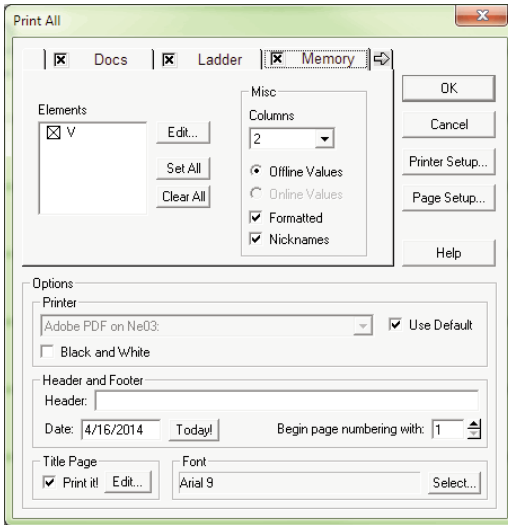 Print All
Docs Ladder Memory
OK
Cancel
Printer Setup...
Page Setup...
Help
Elements
V
Edit...
Set All
Clear All
Misc
Columns
2
Offline Values
Online Values
Formatted
Nicknames
Options
Printer
Adobe PDF on Ne03:
Use Default
Black and White
Header and Footer
Header:
Date: 4/16/2014 Today! Begin page numbering with: 1
Title Page
Print it! Edit...
Font
Arial 9 Select...